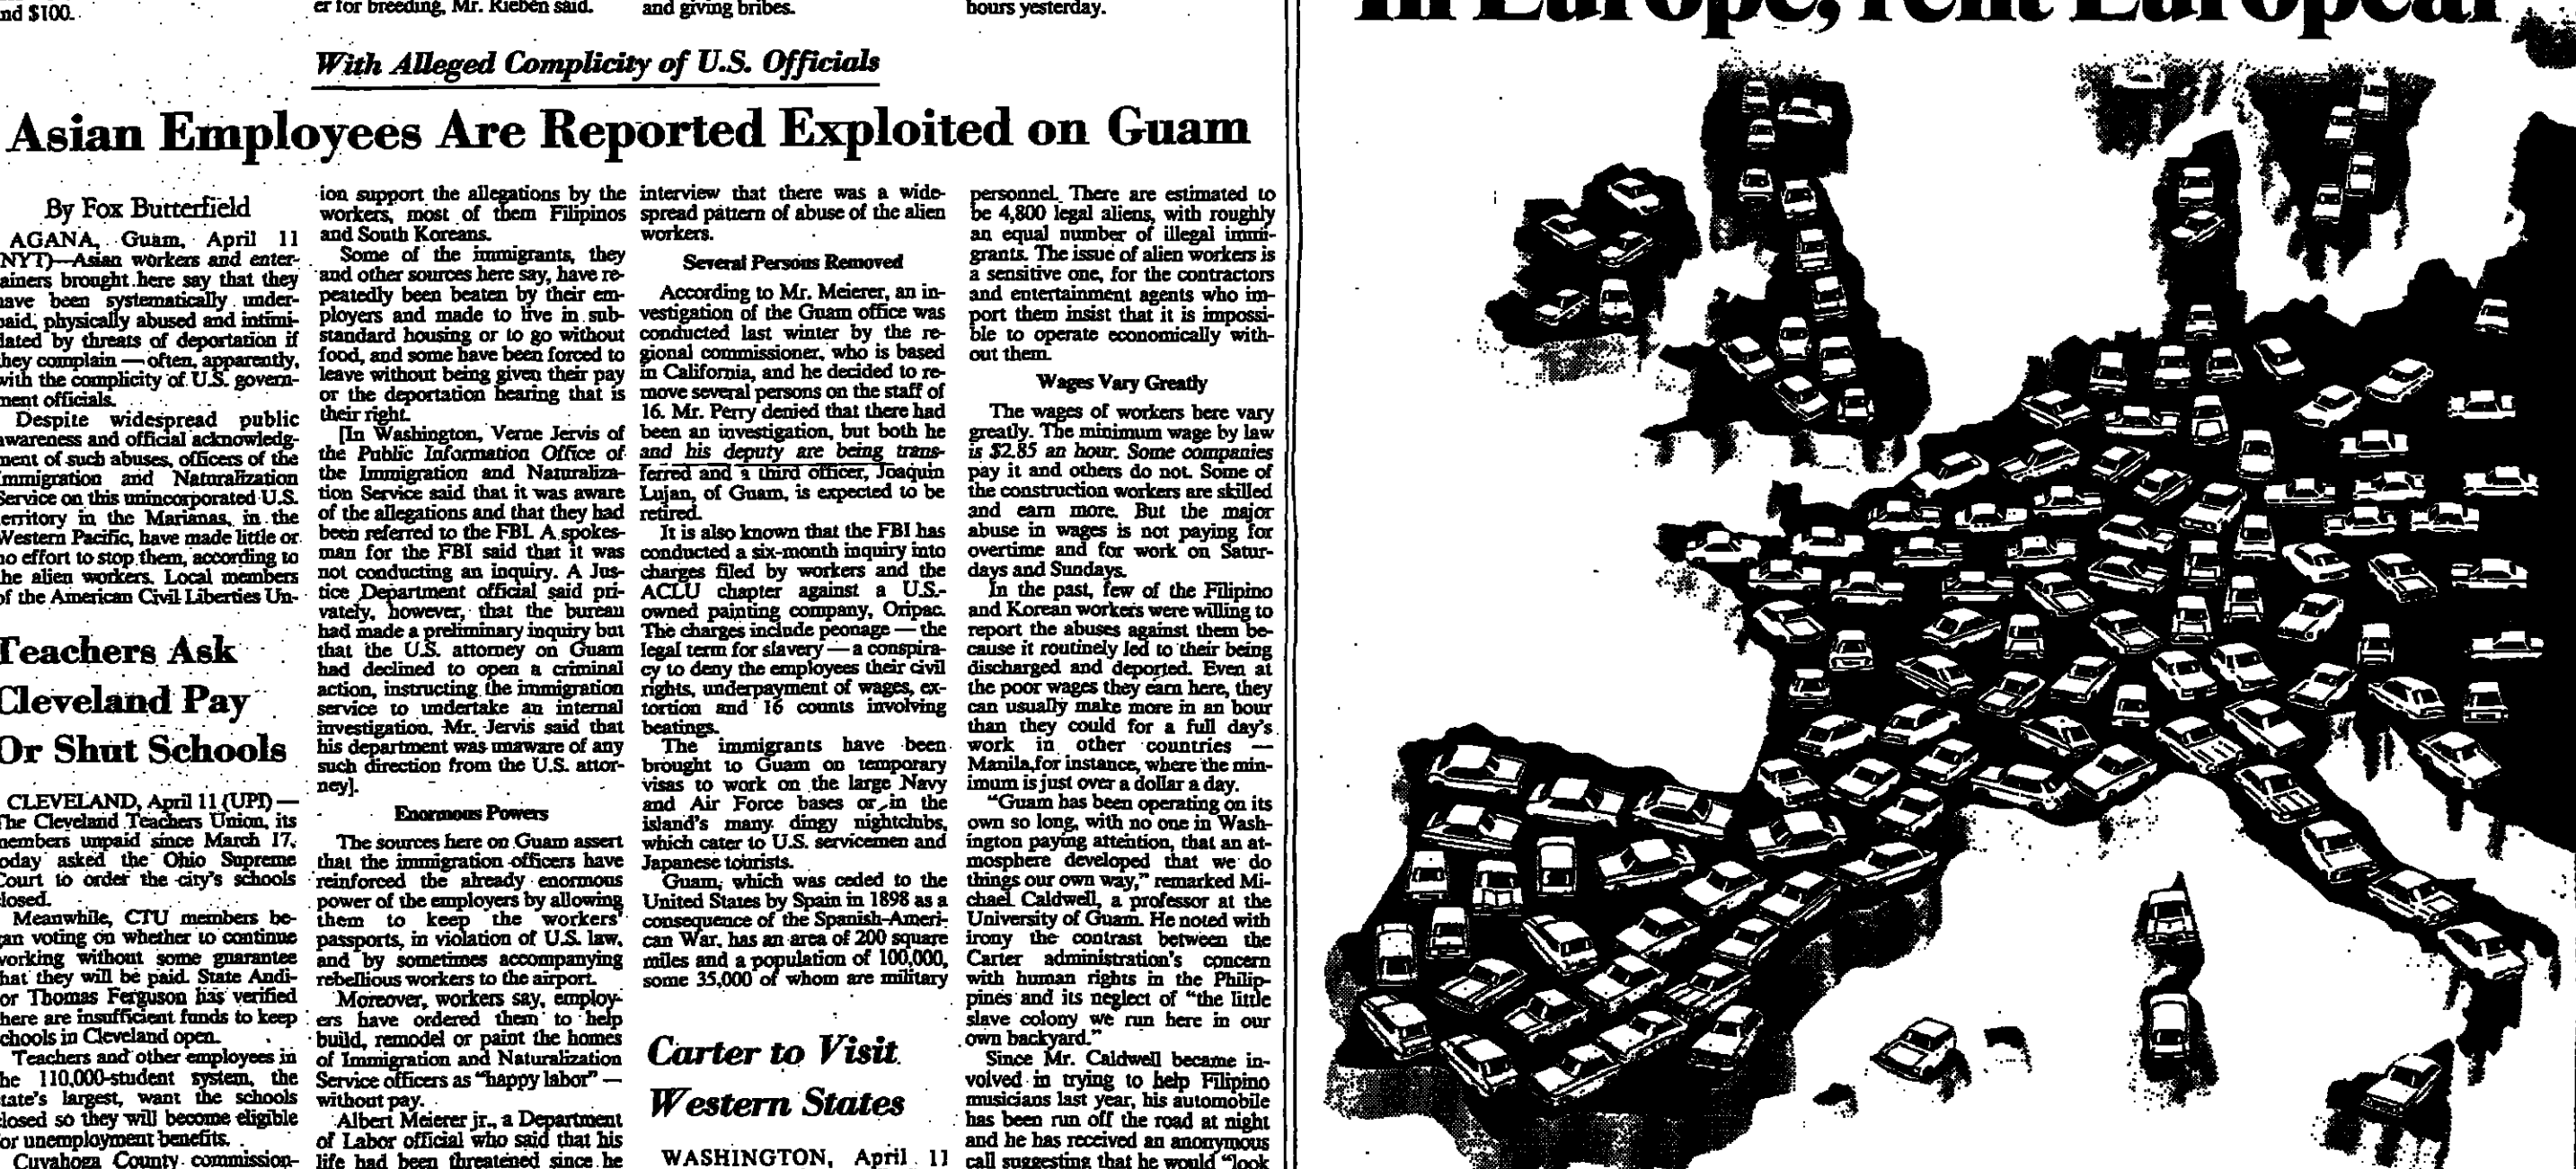 nd $100.
er for breeding, Mr. Kieben said.
and giving bribes.
hours yesterday.
With Alleged Complicity of U.S. Officials
Asian Employees Are Reported Exploited on Guam
By Fox Butterfield
AGANA, Guam, April 11
NYT)—Asian workers and enter-
ainers brought here say that they
ave been systematically under-
paid, physically abused and intimi-
dated by threats of deportation if
hey complain — often, apparently,
with the complicity of U.S. govern-
ment officials.
Despite widespread public
awareness and official acknowledg-
ment of such abuses, officers of the
mmigration and Naturalization
Service on this unincorporated U.S.
erritory in the Marianas, in the
Western Pacific, have made little or
no effort to stop them, according to
he alien workers. Local members
of the American Civil Liberties Un-
ion support the allegations by the
workers, most of them Filipinos
and South Koreans.
Some of the immigrants, they
and other sources here say, have re-
peatedly been beaten by their em-
ployers and made to live in sub-
standard housing or to go without
food, and some have been forced to
leave without being given their pay
or the deportation hearing that is
their right.
[In Washington, Verne Jervis of
the Public Information Office of
the Immigration and Naturaliza-
tion Service said that it was aware
of the allegations and that they had
been referred to the FBI. A spokes-
man for the FBI said that it was
not conducting an inquiry. A Jus-
tice Department official said pri-
vately, however, that the bureau
had made a preliminary inquiry but
that the U.S. attorney on Guam
had declined to open a criminal
action, instructing the immigration
service to undertake an internal
investigation. Mr. Jervis said that
his department was unaware of any
such direction from the U.S. attor-
ney].
Enormous Powers
The sources here on Guam assert
that the immigration officers have
reinforced the already enormous
power of the employers by allowing
them to keep the workers'
passports, in violation of U.S. law,
and by sometimes accompanying
rebellious workers to the airport.
Moreover, workers say, employ-
ers have ordered them to help
build, remodel or paint the homes
of Immigration and Naturalization
Service officers as "happy labor" —
without pay.
Albert Meierer jr., a Department
of Labor official who said that his
life had been threatened since he
interview that there was a wide-
spread pattern of abuse of the alien
workers.
Several Persons Removed
According to Mr. Meierer, an in-
vestigation of the Guam office was
conducted last winter by the re-
gional commissioner, who is based
in California, and he decided to re-
move several persons on the staff of
16. Mr. Perry denied that there had
been an investigation, but both he
and his deputy are being trans-
ferred and a third officer, Joaquin
Lujan, of Guam, is expected to be
retired.
It is also known that the FBI has
conducted a six-month inquiry into
charges filed by workers and the
ACLU chapter against a U.S.-
owned painting company, Oripac.
The charges include peonage — the
legal term for slavery — a conspira-
cy to deny the employees their civil
rights, underpayment of wages, ex-
tortion and 16 counts involving
beatings.
The immigrants have been
brought to Guam on temporary
visas to work on the large Navy
and Air Force bases or in the
island's many dingy nightclubs,
which cater to U.S. servicemen and
Japanese tourists.
Guam, which was ceded to the
United States by Spain in 1898 as a
consequence of the Spanish-Ameri-
can War, has an area of 200 square
miles and a population of 100,000,
some 35,000 of whom are military
personnel. There are estimated to
be 4,800 legal aliens, with roughly
an equal number of illegal immi-
grants. The issue of alien workers is
a sensitive one, for the contractors
and entertainment agents who im-
port them insist that it is impossi-
ble to operate economically with-
out them.
Wages Vary Greatly
The wages of workers here vary
greatly. The minimum wage by law
is $2.85 an hour. Some companies
pay it and others do not. Some of
the construction workers are skilled
and earn more. But the major
abuse in wages is not paying for
overtime and for work on Satur-
days and Sundays.
In the past, few of the Filipino
and Korean workers were willing to
report the abuses against them be-
cause it routinely led to their being
discharged and deported. Even at
the poor wages they earn here, they
can usually make more in an hour
than they could for a full day's
work in other countries —
Manila,for instance, where the min-
imum is just over a dollar a day.
"Guam has been operating on its
own so long, with no one in Wash-
ington paying attention, that an at-
mosphere developed that we do
things our own way," remarked Mi-
chael Caldwell, a professor at the
University of Guam. He noted with
irony the contrast between the
Carter administration's concern
with human rights in the Philip-
pines and its neglect of "the little
slave colony we run here in our
own backyard."
Since Mr. Caldwell became in-
volved in trying to help Filipino
musicians last year, his automobile
has been run off the road at night
and he has received an anonymous
call suggesting that he would "look
Teachers Ask
Cleveland Pay
Or Shut Schools
CLEVELAND, April 11 (UPI) —
The Cleveland Teachers Union, its
members unpaid since March 17,
oday asked the Ohio Supreme
Court to order the city's schools
closed.
Meanwhile, CTU members be-
gan voting on whether to continue
working without some guarantee
that they will be paid. State Audi-
or Thomas Ferguson has verified
here are insufficient funds to keep
schools in Cleveland open.
Teachers and other employees in
he 110,000-student system, the
tate's largest, want the schools
closed so they will become eligible
or unemployment benefits.
Cuyahoga County commission-
Carter to Visit
Western States
WASHINGTON, April 11
In Europe, rent Europcar